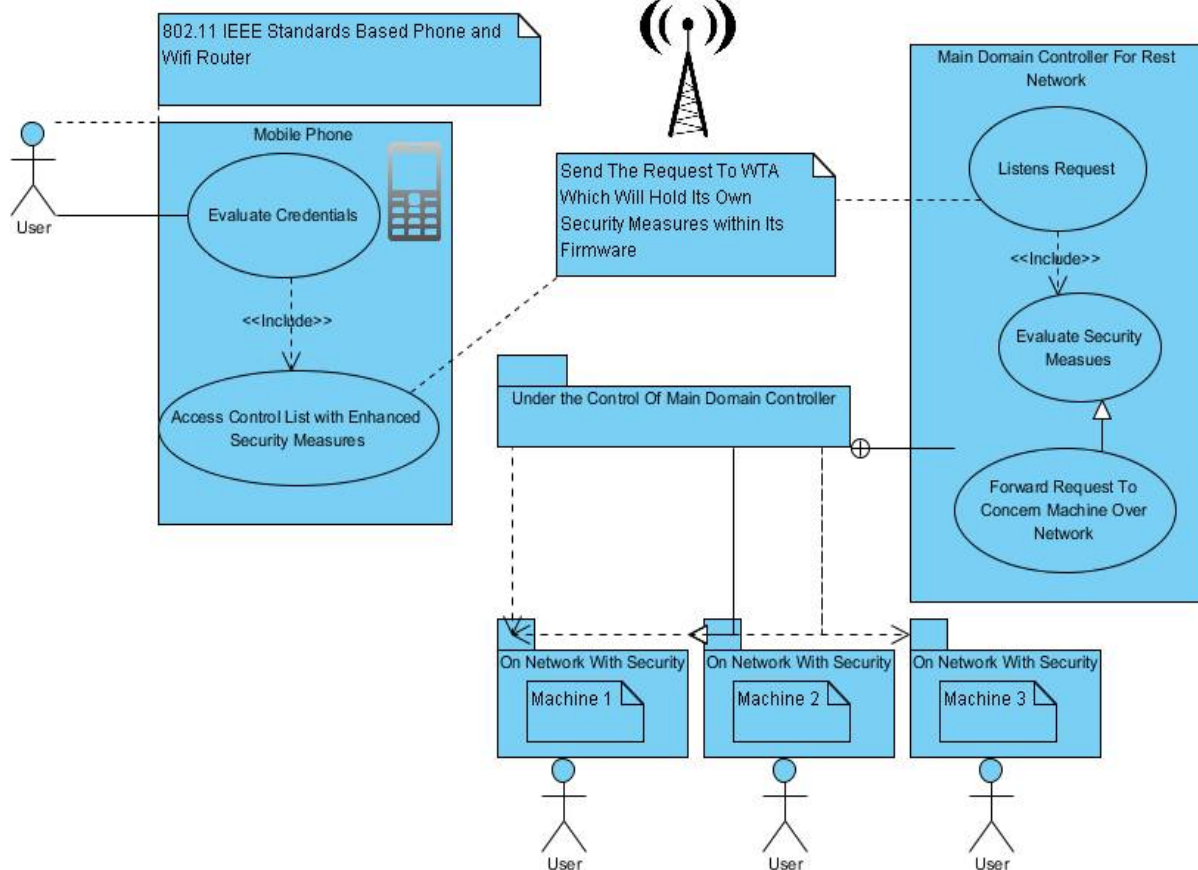 802.11 IEEE Standards Based Phone and
Wifi Router
User
Mobile Phone
Evaluate Credentials
<<Include>>
Access Control List with Enhanced
Security Measures
Send The Request To WTA
Which Will Hold Its Own
Security Measures within Its
Firmware
Main Domain Controller For Rest
Network
Listens Request
<<Include>>
Evaluate Security
Measues
Forward Request To
Concern Machine Over
Network
Under the Control Of Main Domain Controller
On Network With Security
Machine 1
User
On Network With Security
Machine 2
User
On Network With Security
Machine 3
User